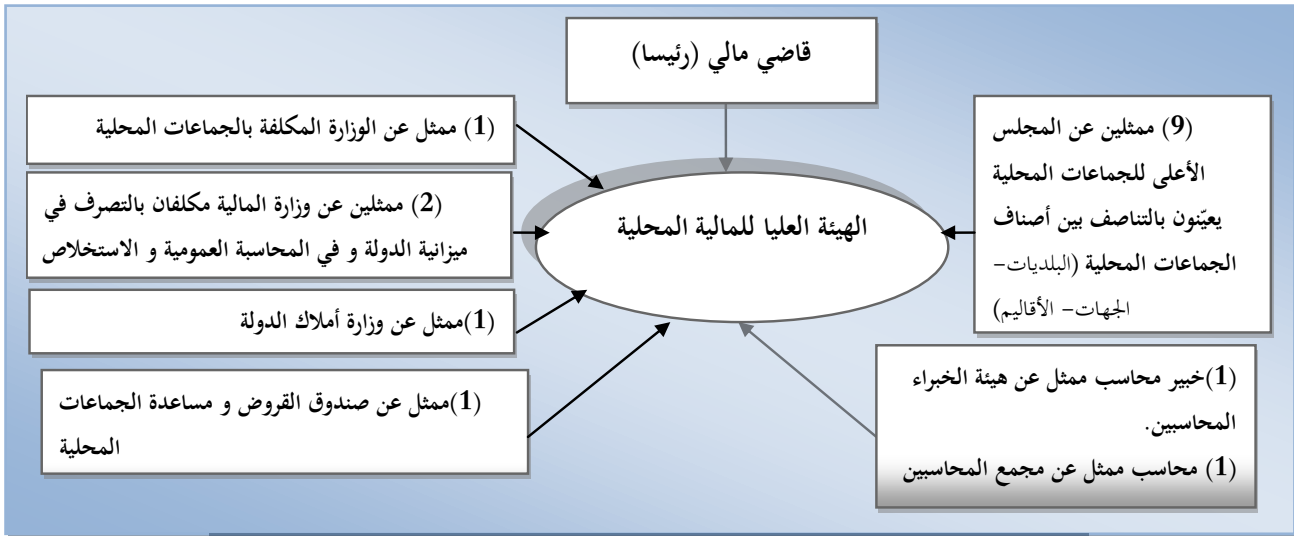 قاضي مالي (رئيسا)
(9) ممثلين عن المجلس
الأعلى للجماعات المحلية
يعيّنون بالتناصف بين أصناف
الجماعات المحلية (البلديات-
الجهات- الأقاليم)
(1) ممثل عن الوزارة المكلفة بالجماعات المحلية
(2) ممثلين عن وزارة المالية مكلفان بالتصرف في
ميزانية الدولة و في المحاسبة العمومية و الاستخلاص
الهيئة العليا للمالية المحلية
(1)ممثل عن وزارة أملاك الدولة
(1)خبير محاسب ممثل عن هيئة الخبراء
المحاسبين.
(1) محاسب ممثل عن مجمع المحاسبين
(1)ممثل عن صندوق القروض و مساعدة الجماعات
المحلية